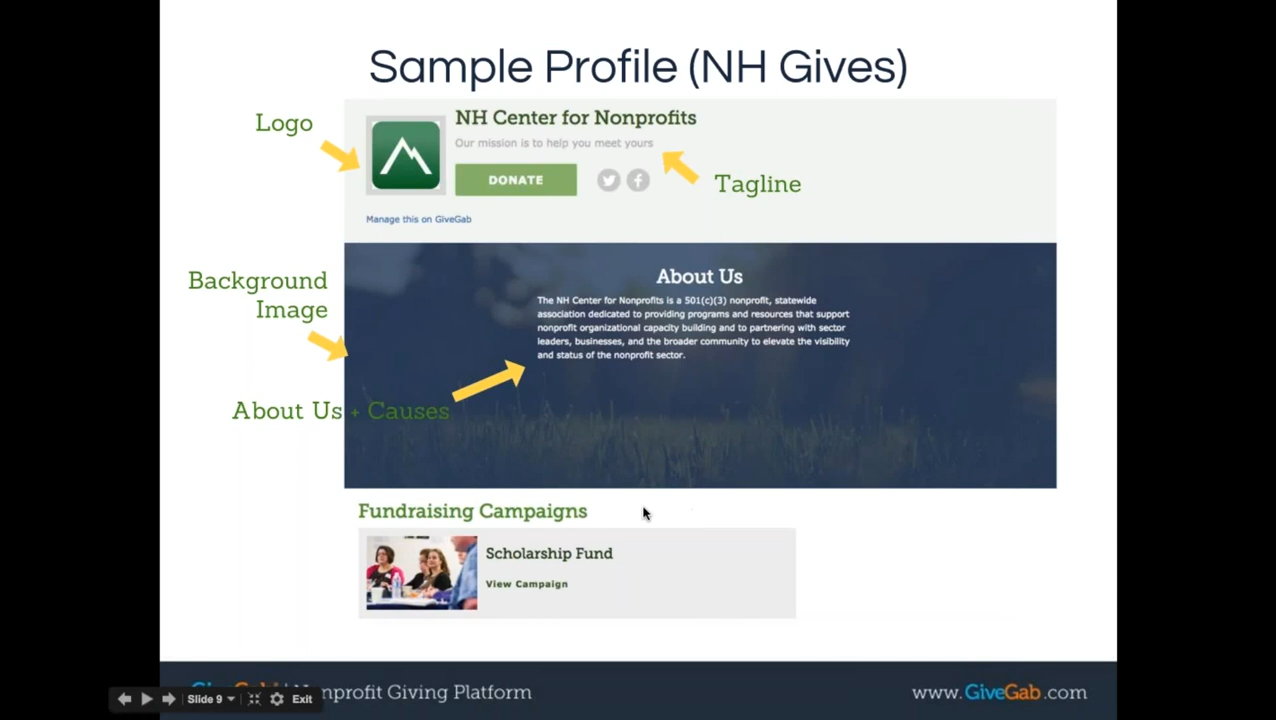 Sample Profile (NH Gives)
Logo
NH Center for Nonprofits
Our mission is to help you meet yours
DONATE
Tagline
Manage this on GiveGab
Background
Image
About Us
The NH Center for Nonprofits is a 501(c)(3) nonprofit, statewide
association dedicated to providing programs and resources that support
nonprofit organizational capacity building and to partnering with sector
leaders, businesses, and the broader community to elevate the visibility
and status of the nonprofit sector.
About Us + Causes
Fundraising Campaigns
Scholarship Fund
View Campaign
Slide 9
Exit
nprofit Giving Platform
www.GiveGab.com